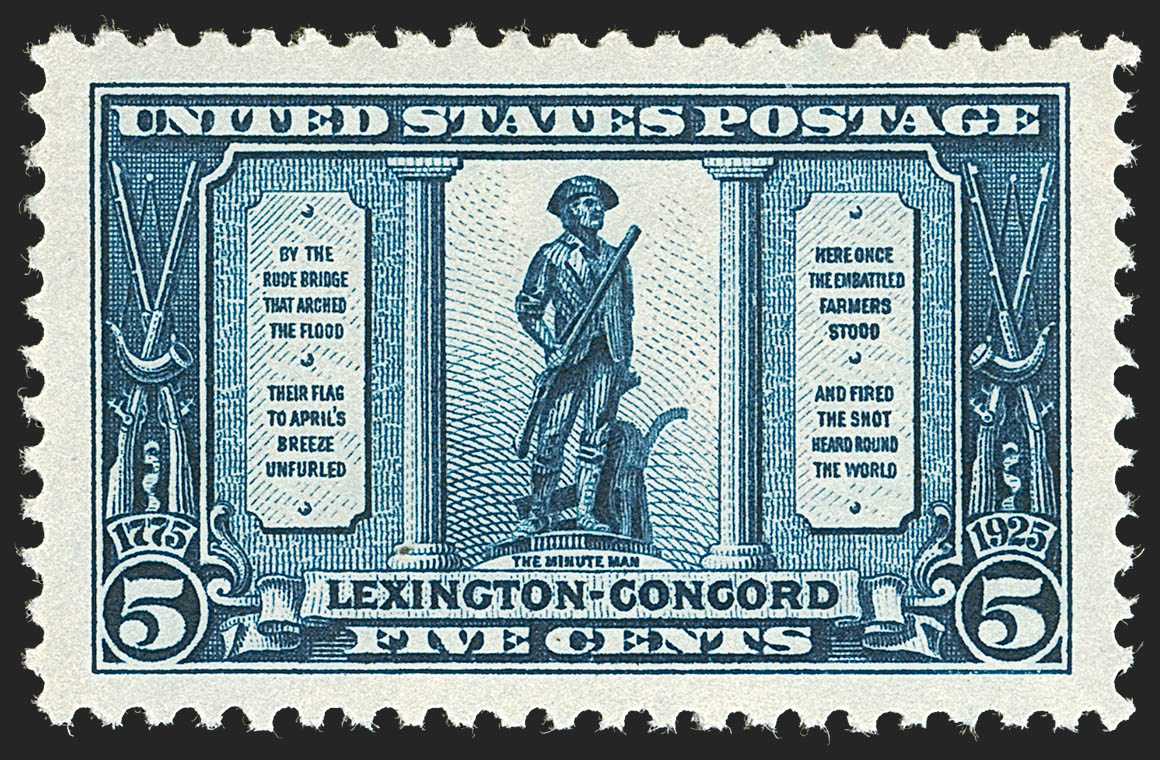 UNITED STATES POSTAGE
BY THE
RUDE BRIDGE
THAT ARCHED
THE FLOOD
THEIR FLAG
TO APRIL'S
BREEZE
UNFURLED
HERE ONCE
THE EMBATTLED
FARMERS
STOOD
AND FIRED
THE SHOT
HEARD ROUND
THE WORLD
1775
1925
THE MINUTE MAN
5
LEXINGTON-CONCORD
5
FIVE CENTS